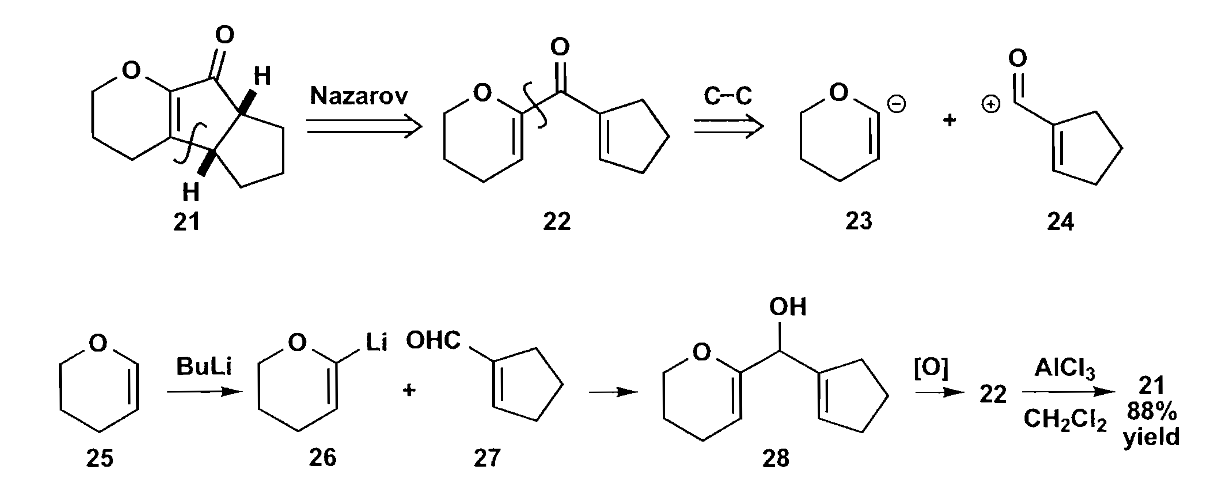 O
O H
Nazarov
H
21
O
O
22
C–C
O ⊖
23
+
O
⊕
24
O
25
BuLi
O Li
26
+
OHC
27
OH
O
28
[O]
22
AlCl₃
CH₂Cl₂
21
88%
yield